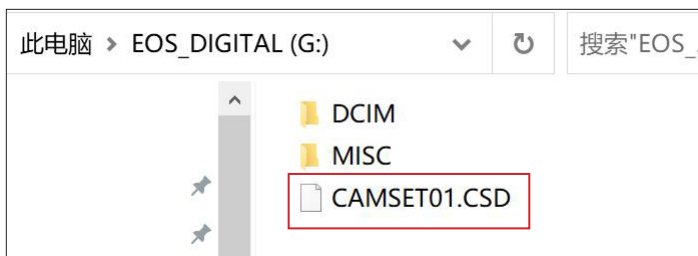 此电脑 > EOS_DIGITAL (G:)
搜索"EOS_
DCIM
MISC
CAMSET01.CSD